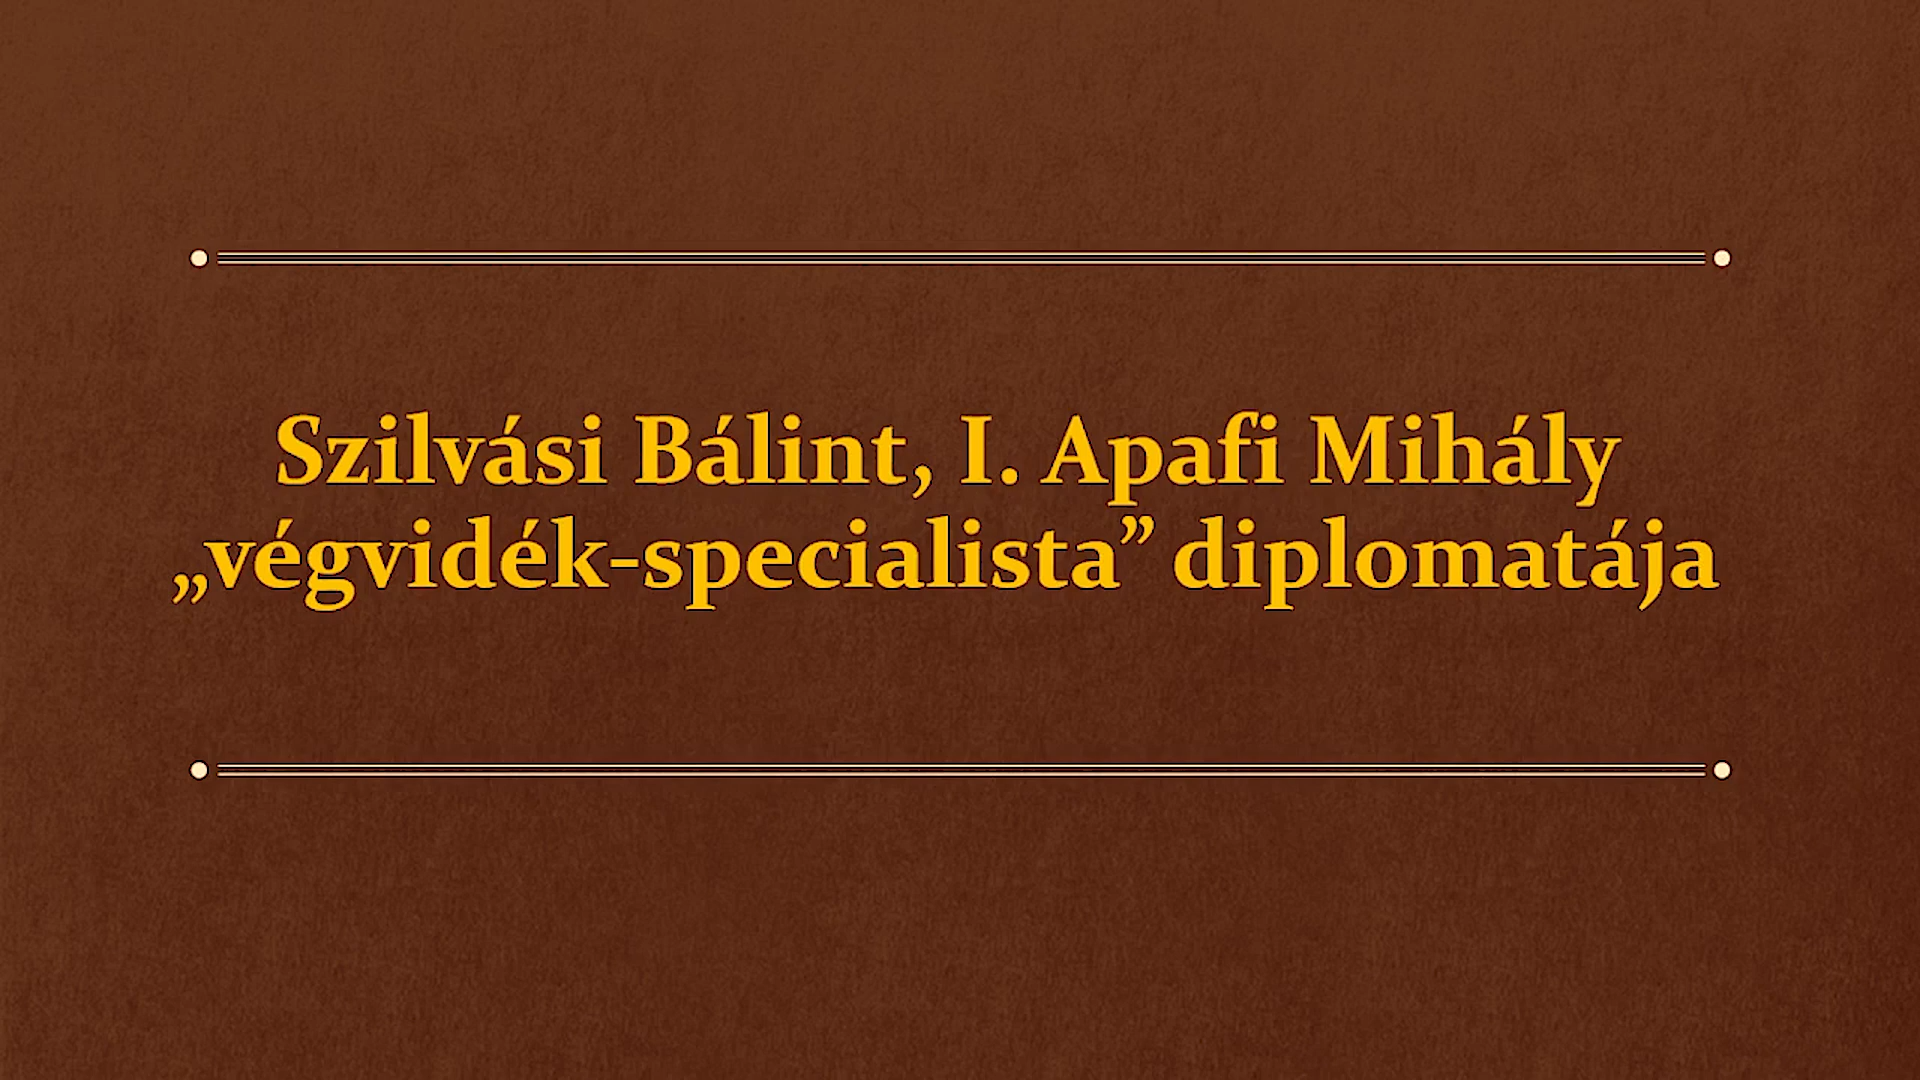 Szilvási Bálint, I. Apafi Mihály
„végvidék-specialista” diplomatája